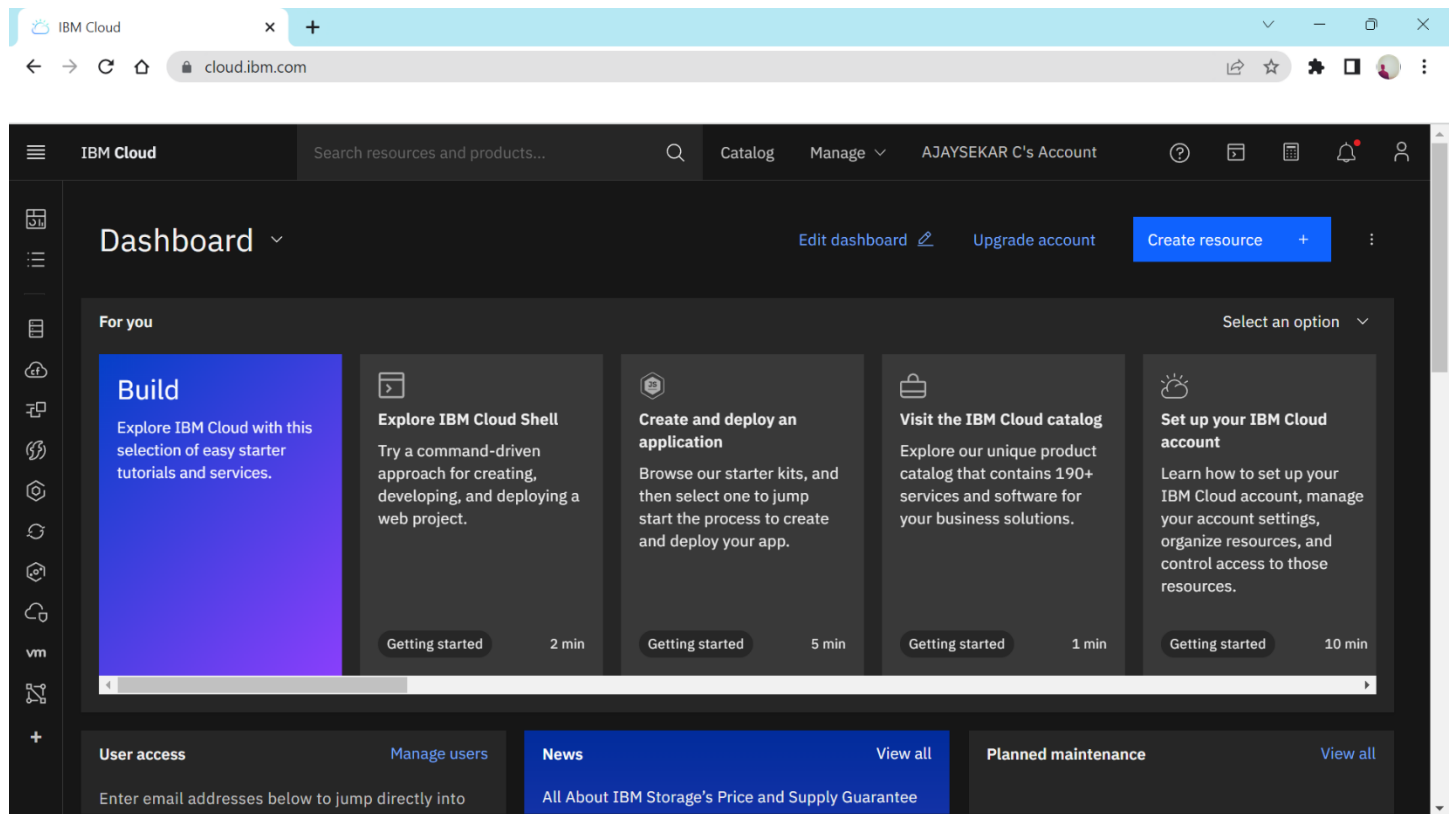 IBM Cloud
cloud.ibm.com
IBM Cloud
Search resources and products...
Catalog
Manage
AJAYSEKAR C's Account
Dashboard
Edit dashboard
Upgrade account
Create resource +
For you
Select an option
Build
Explore IBM Cloud with this
selection of easy starter
tutorials and services.
Explore IBM Cloud Shell
Try a command-driven
approach for creating,
developing, and deploying a
web project.
Getting started
2 min
Create and deploy an
application
Browse our starter kits, and
then select one to jump
start the process to create
and deploy your app.
Getting started
5 min
Visit the IBM Cloud catalog
Explore our unique product
catalog that contains 190+
services and software for
your business solutions.
Getting started
1 min
Set up your IBM Cloud
account
Learn how to set up your
IBM Cloud account, manage
your account settings,
organize resources, and
control access to those
resources.
Getting started
10 min
cf
JS
vm
User access
Manage users
Enter email addresses below to jump directly into
News
View all
All About IBM Storage's Price and Supply Guarantee
Planned maintenance
View all